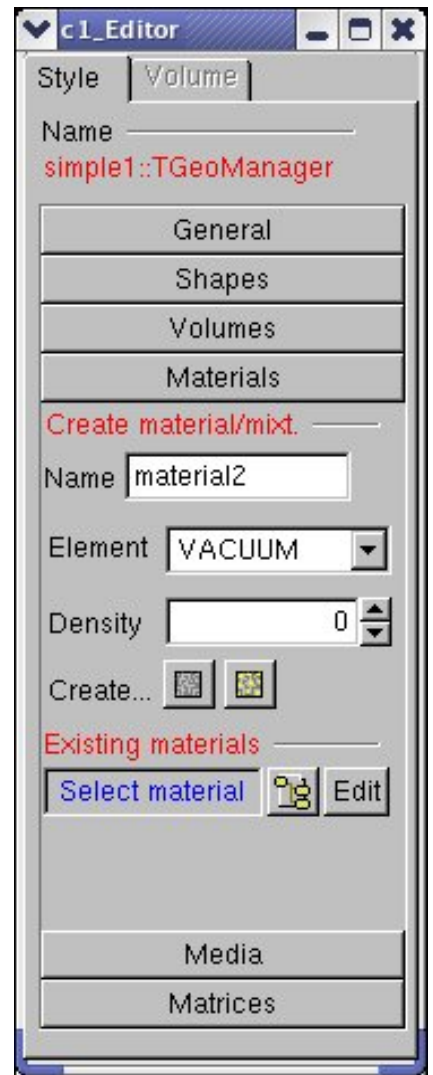 c1_Editor
Style Volume
Name
simple1::TGeoManager
General
Shapes
Volumes
Materials
Create material/mixt.
Name material2
Element VACUUM
Density 0
Create...
Existing materials
Select material Edit
Media
Matrices